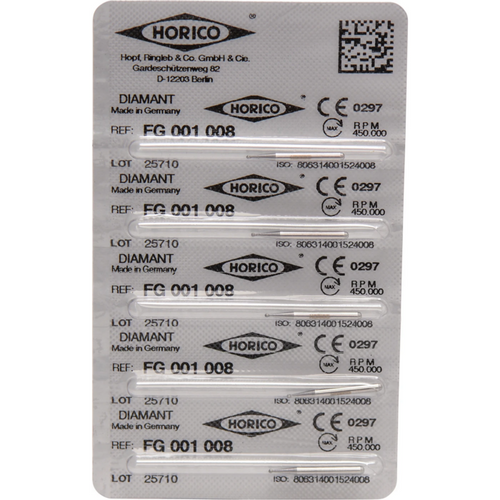 HORICO ®
Hopf, Ringleb & Co. GmbH & Cie.
Gardeschützenweg 82
D-12203 Berlin
DIAMANT HORICO CE 0297
Made in Germany
REF: FG 001 008 MAX RPM 450.000
LOT 25710 ISO: 806314001524008
DIAMANT HORICO CE 0297
Made in Germany
REF: FG 001 008 MAX RPM 450.000
LOT 25710 ISO: 806314001524008
DIAMANT HORICO CE 0297
Made in Germany
REF: FG 001 008 MAX RPM 450.000
LOT 25710 ISO: 806314001524008
DIAMANT HORICO CE 0297
Made in Germany
REF: FG 001 008 MAX RPM 450.000
LOT 25710 ISO: 806314001524008
DIAMANT HORICO CE 0297
Made in Germany
REF: FG 001 008 MAX RPM 450.000
LOT 25710 ISO: 806314001524008